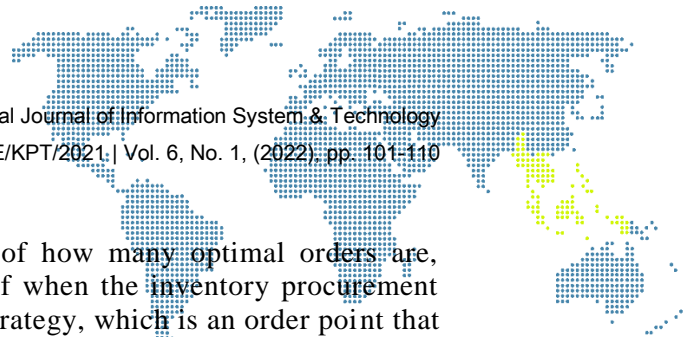 al Journal of Information System & Technology
E/KPT/2021 | Vol. 6, No. 1, (2022), pp. 101-110
of how many optimal orders are,
f when the inventory procurement
rategy, which is an order point that